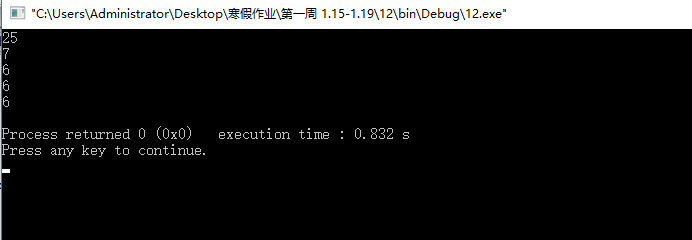 "C:\Users\Administrator\Desktop\寒假作业\第一周 1.15-1.19\12\bin\Debug\12.exe"
25
7
6
6
6
Process returned 0 (0x0)   execution time : 0.832 s
Press any key to continue.